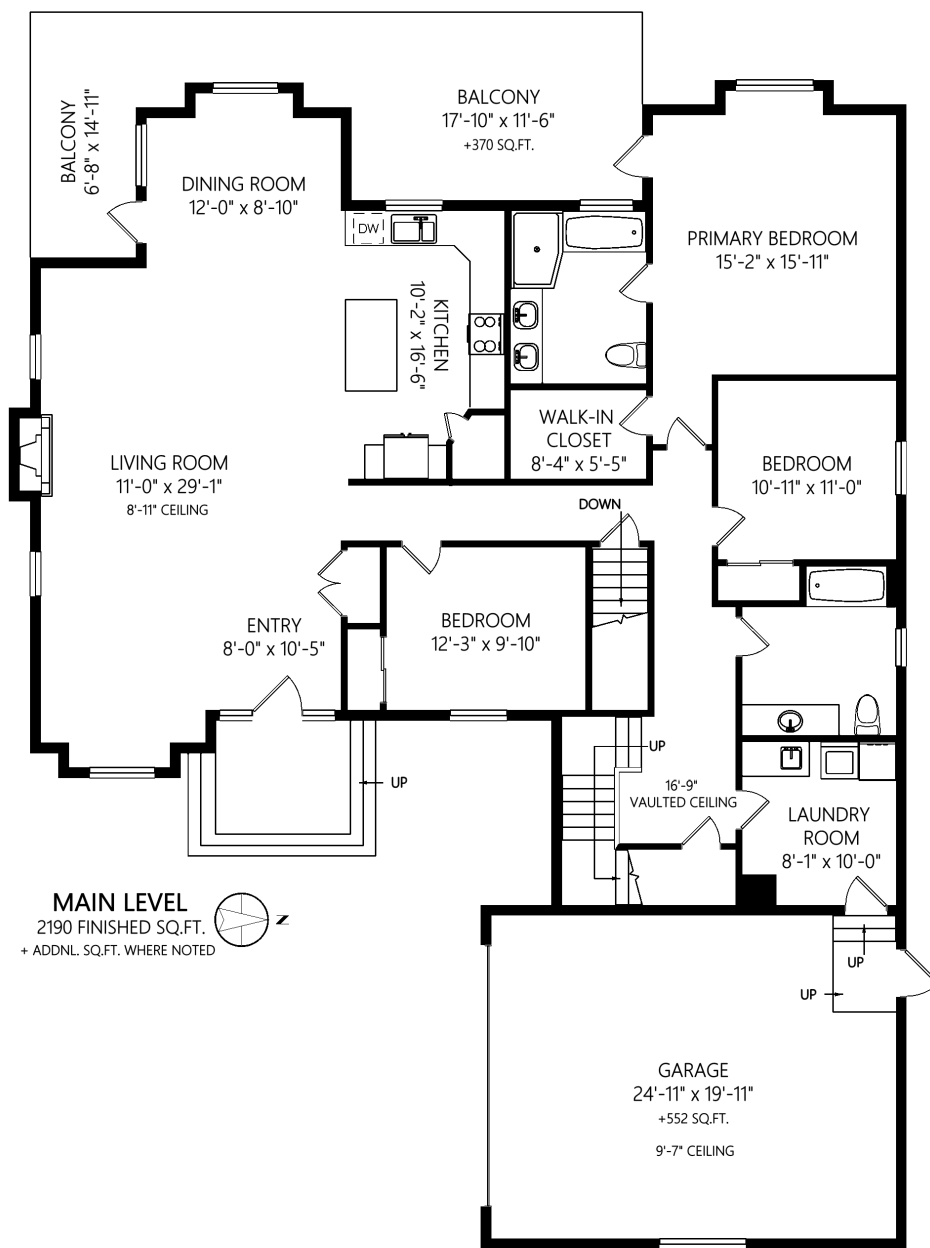 BALCONY
6'-8" x 14'-11"
BALCONY
17'-10" x 11'-6"
+370 SQ.FT.
DINING ROOM
12'-0" x 8'-10"
DW
PRIMARY BEDROOM
15'-2" x 15'-11"
KITCHEN
10'-2" x 16'-6"
WALK-IN
CLOSET
8'-4" x 5'-5"
LIVING ROOM
11'-0" x 29'-1"
8'-11" CEILING
BEDROOM
10'-11" x 11'-0"
DOWN
ENTRY
8'-0" x 10'-5"
BEDROOM
12'-3" x 9'-10"
UP
UP
16'-9"
VAULTED CEILING
LAUNDRY
ROOM
8'-1" x 10'-0"
MAIN LEVEL
2190 FINISHED SQ.FT.
+ ADDNL. SQ.FT. WHERE NOTED
N
UP
UP
GARAGE
24'-11" x 19'-11"
+552 SQ.FT.
9'-7" CEILING